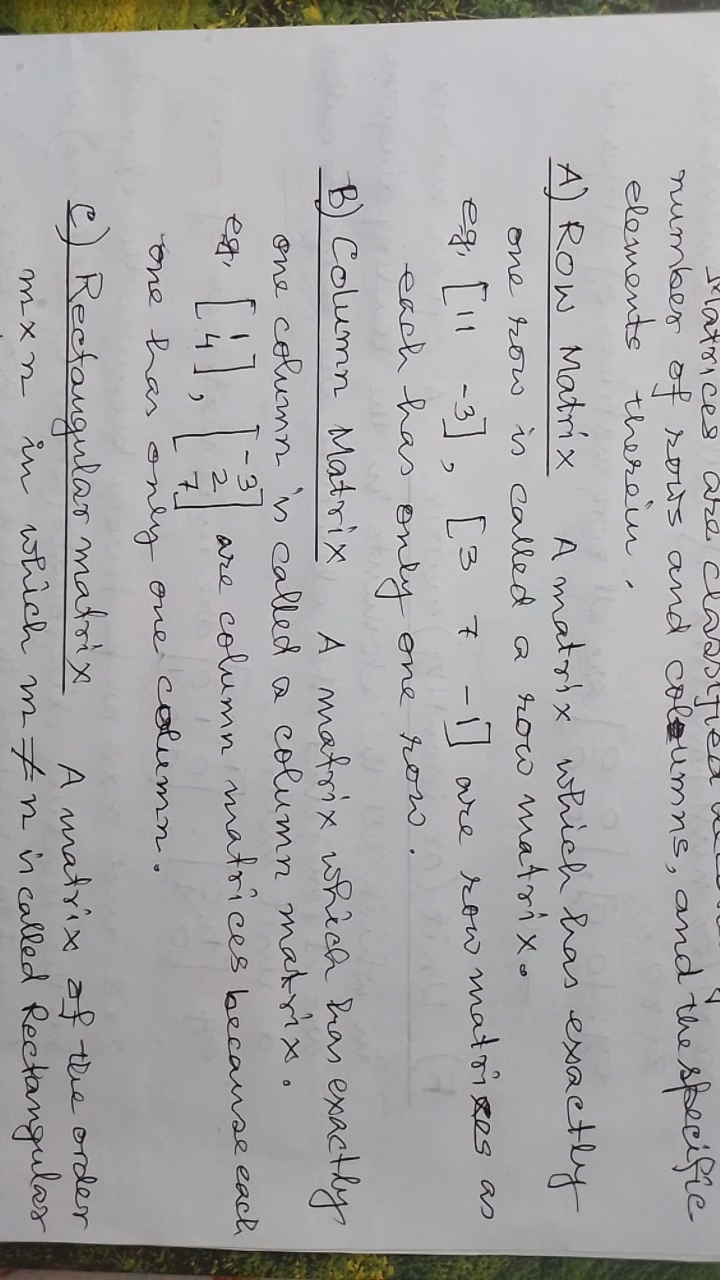 Matrices are classified
number of rows and columns, and the specific
elements therein.
A) Row Matrix A matrix which has exactly
one row is called a row matrix.
eg, [11 -3], [3 7 -1] are row matrixes as
each has only one row.
B) Column Matrix A matrix which has exactly
one column is called a column matrix.
eg, [1 4], [-3 2 7] are column matrices because each
one has only one column.
C) Rectangular matrix A matrix of the order
m × n in which m ≠ n is called Rectangular